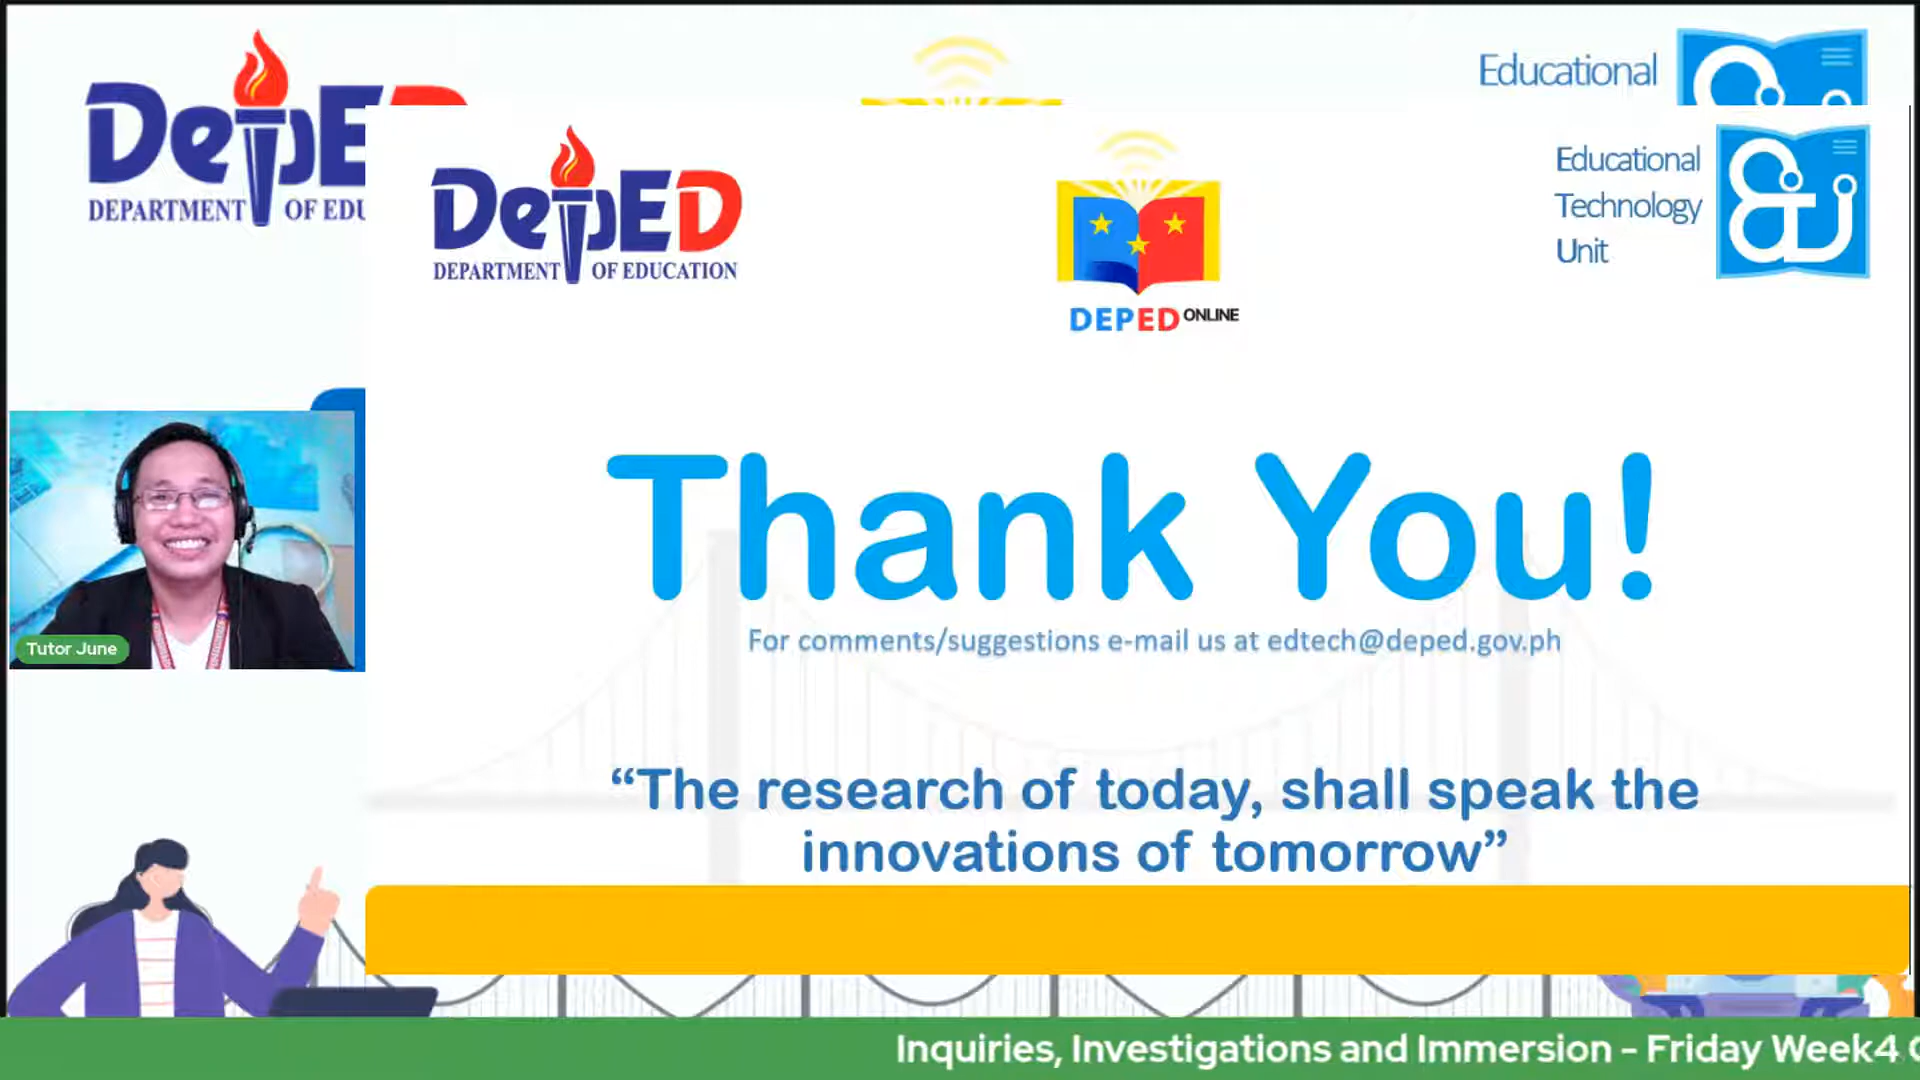 DepED
DEPARTMENT OF EDU
Educational
DepED
DEPARTMENT OF EDUCATION
DEPED ONLINE
Educational
Technology
Unit
Thank You!
For comments/suggestions e-mail us at edtech@deped.gov.ph
“The research of today, shall speak the
innovations of tomorrow”
Tutor June
Inquiries, Investigations and Immersion - Friday Week4